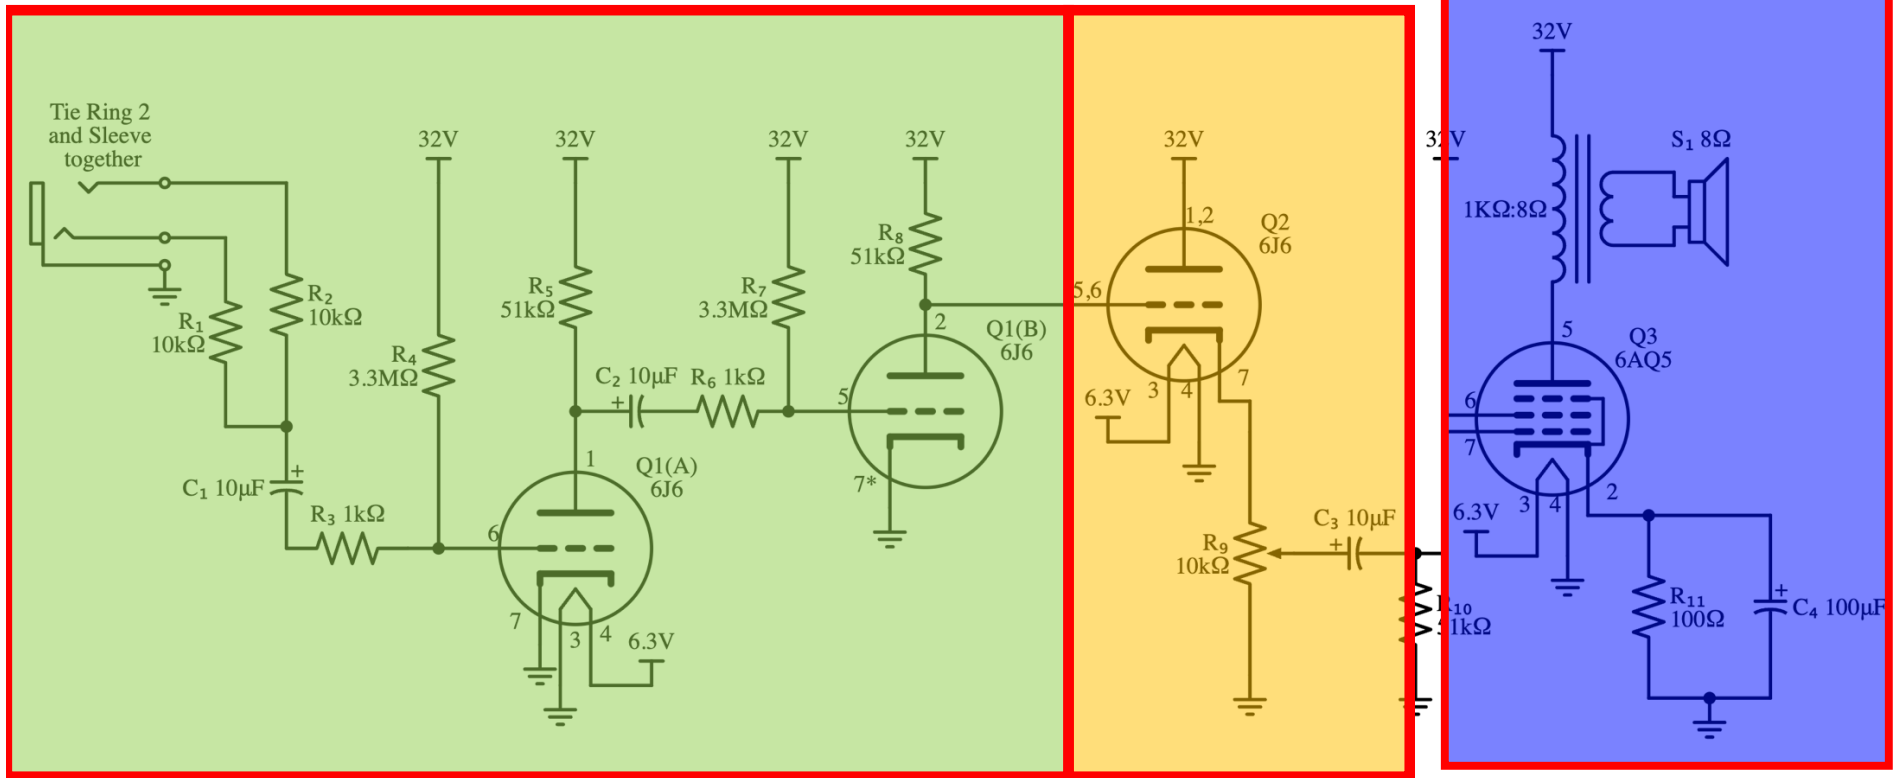 Tie Ring 2
and Sleeve
together
R₁
10kΩ
R₂
10kΩ
C₁ 10µF
+
R₃ 1kΩ
32V
R₄
3.3MΩ
32V
R₅
51kΩ
6
1
Q1(A)
6J6
7
3
4
6.3V
C₂ 10µF
+
R₆ 1kΩ
32V
R₇
3.3MΩ
32V
R₈
51kΩ
5
2
Q1(B)
6J6
7*
32V
1,2
5,6
Q2
6J6
3
4
7
6.3V
R₉
10kΩ
C₃ 10µF
+
32V
R₁₀
51kΩ
32V
1KΩ:8Ω
S₁ 8Ω
5
Q3
6AQ5
6
7
3
4
2
6.3V
R₁₁
100Ω
+
C₄ 100µF